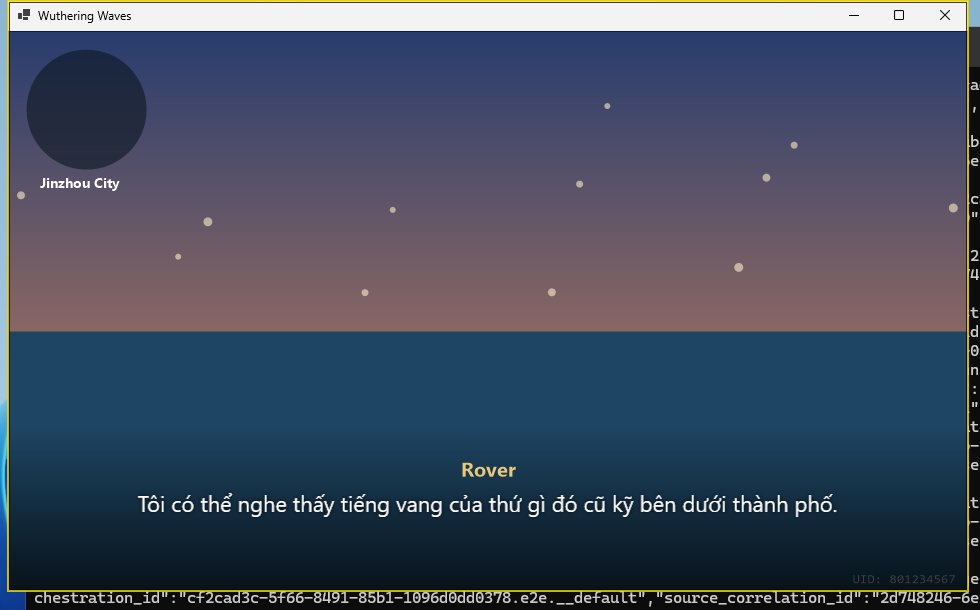 Wuthering Waves
Jinzhou City
Rover
Tôi có thể nghe thấy tiếng vang của thứ gì đó cũ kỹ bên dưới thành phố.
UID: 801234567
chestration_id":"cf2cad3c-5f66-8491-85b1-1096d0dd0378.e2e.__default","source_correlation_id":"2d748246-6